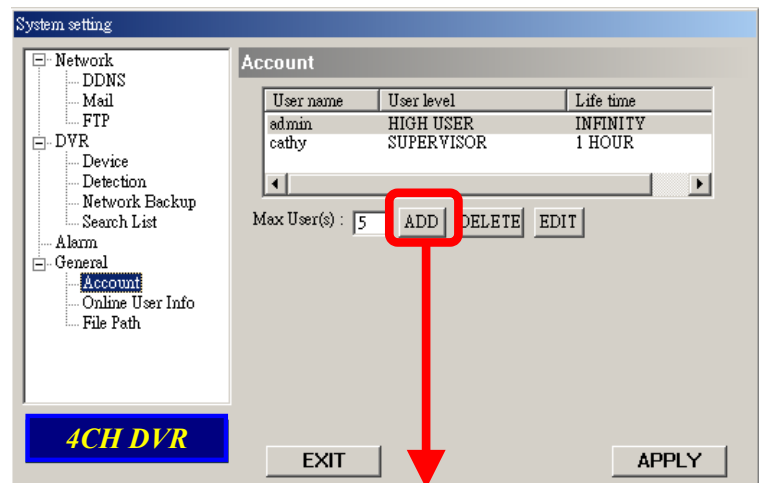 System setting
Network
DDNS
Mail
FTP
DVR
Device
Detection
Network Backup
Search List
Alarm
General
Account
Online User Info
File Path
4CH DVR
Account
User name User level Life time
admin HIGH USER INFINITY
cathy SUPERVISOR 1 HOUR
Max User(s) : 5 ADD DELETE EDIT
EXIT APPLY